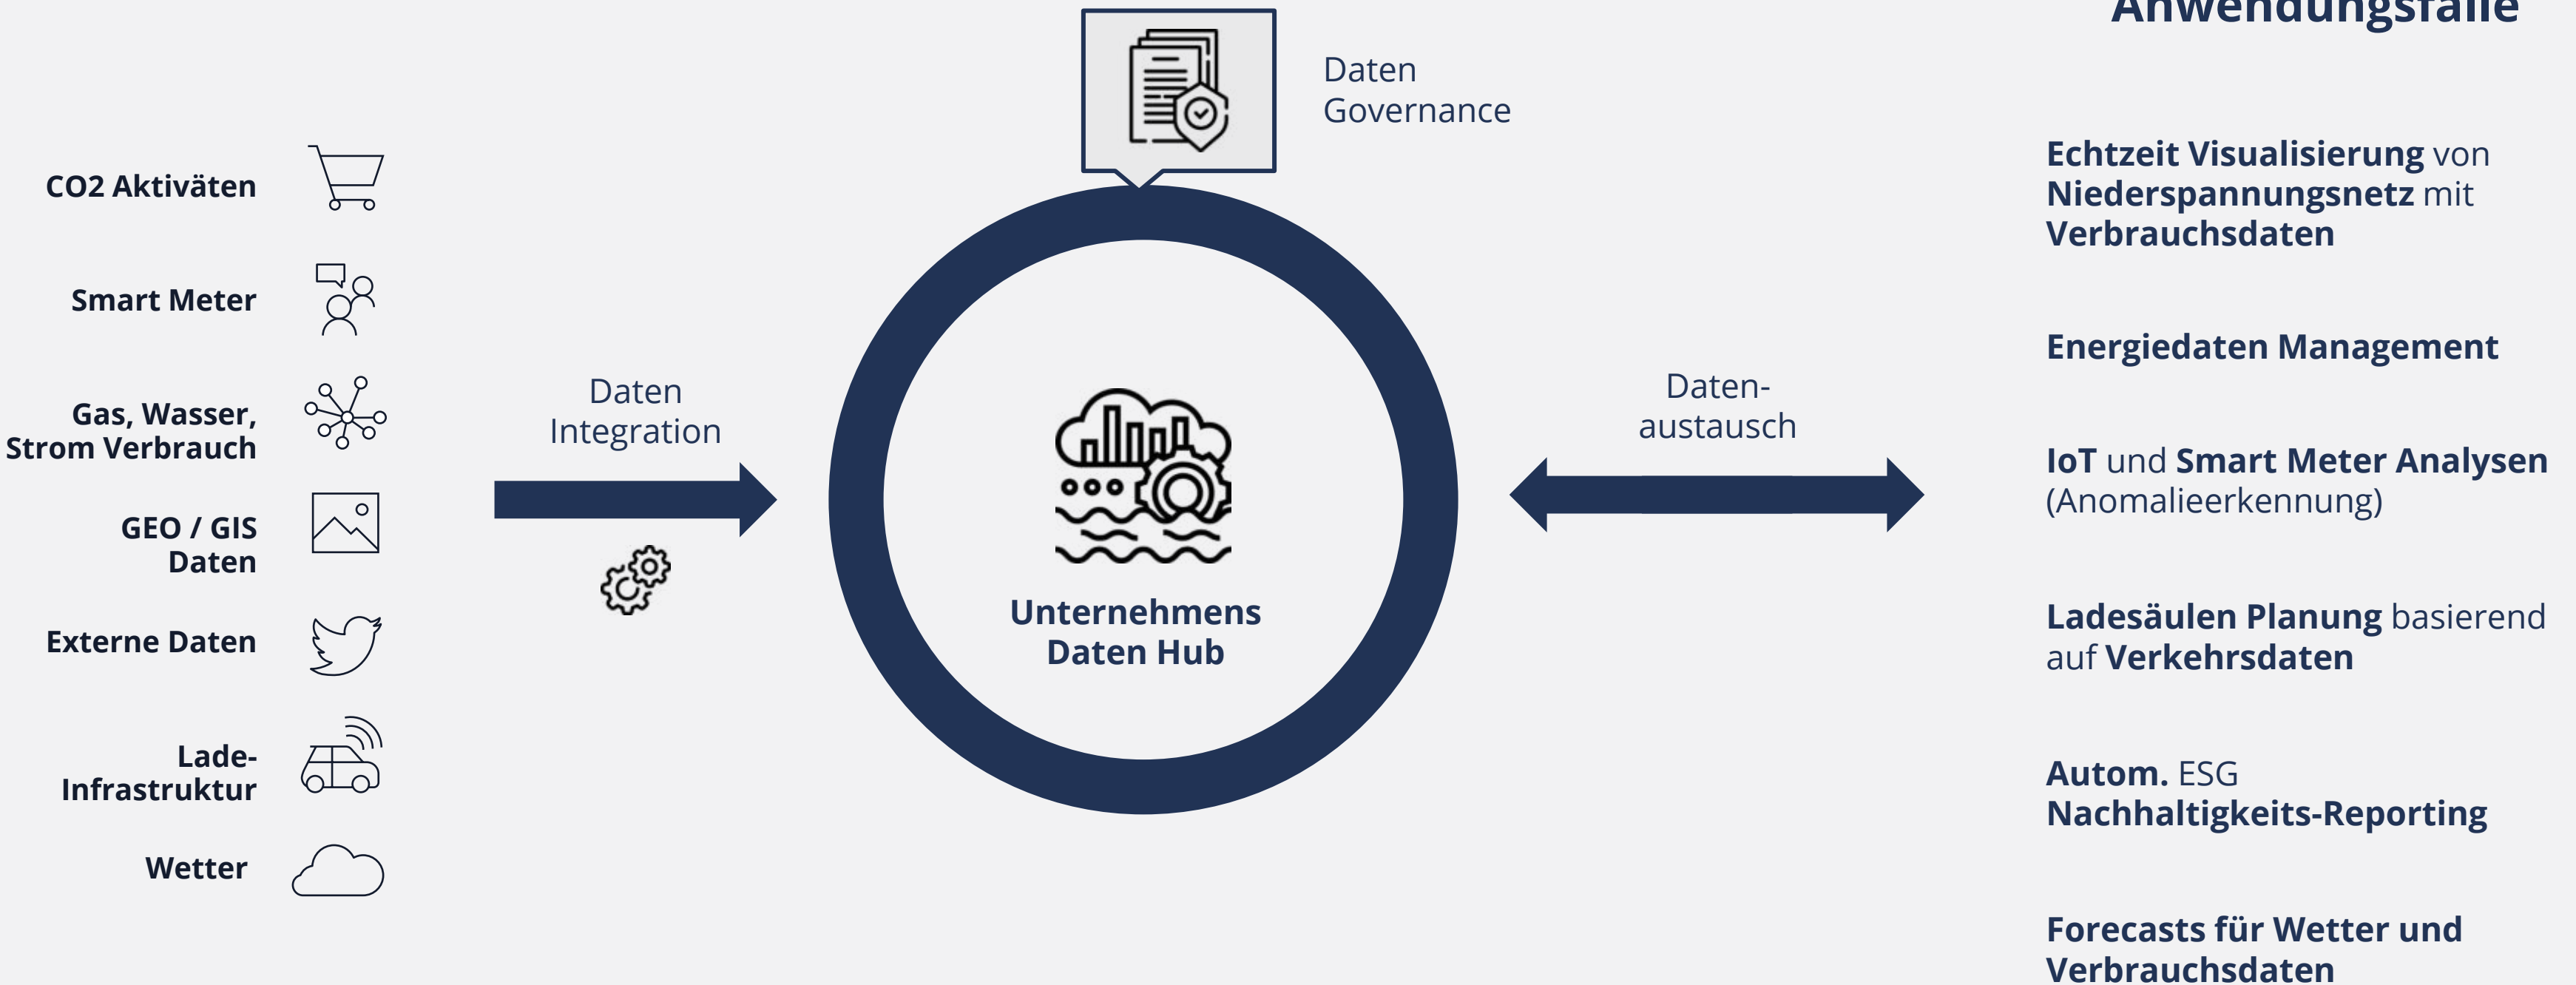 Anwendungsfälle
Daten
Governance
CO2 Aktiväten
Smart Meter
Gas, Wasser,
Strom Verbrauch
GEO / GIS
Daten
Externe Daten
Lade-
Infrastruktur
Wetter
Daten
Integration
Unternehmens
Daten Hub
Daten-
austausch
Echtzeit Visualisierung von
Niederspannungsnetz mit
Verbrauchsdaten
Energiedaten Management
IoT und Smart Meter Analysen
(Anomalieerkennung)
Ladesäulen Planung basierend
auf Verkehrsdaten
Autom. ESG
Nachhaltigkeits-Reporting
Forecasts für Wetter und
Verbrauchsdaten